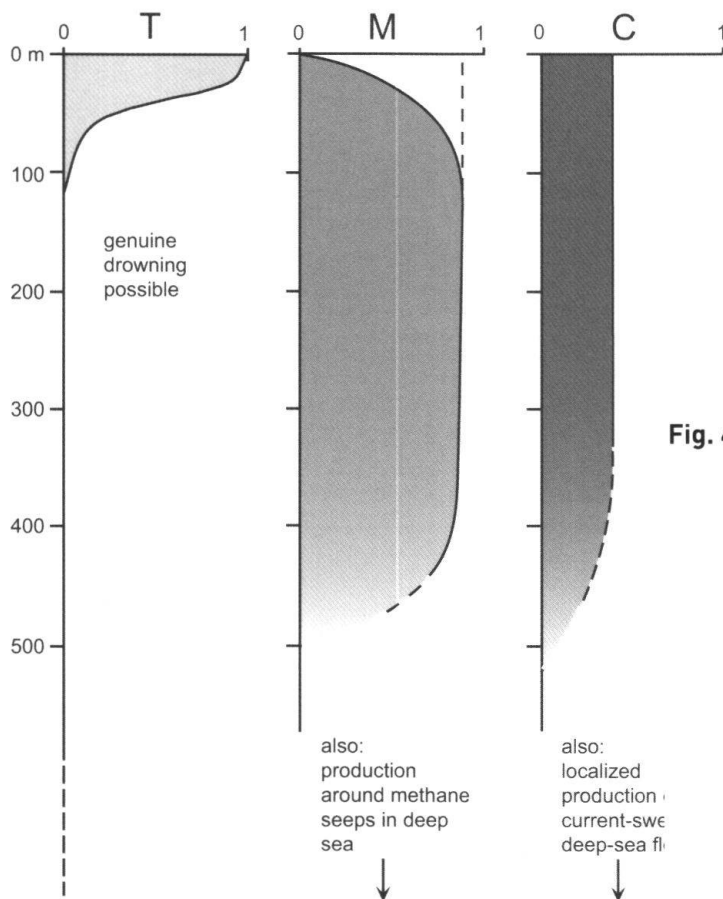 T M C
0 1 0 1 0 1
0 m
100
200
300
400
500
genuine
drowning
possible
Fig.
also:
production
around methane
seeps in deep
sea
also:
localized
production
deep-sea